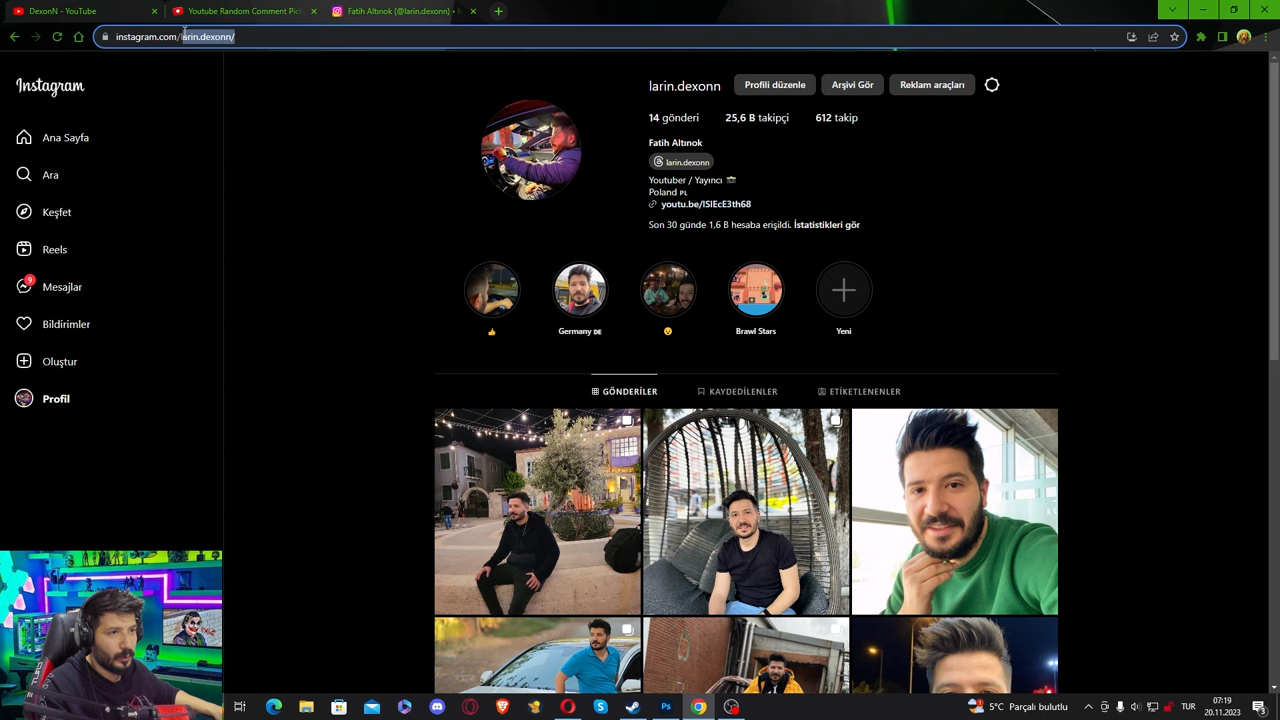 DexonN - YouTube
Youtube Random Comment Pick
Fatih Altınok (@larin.dexonn) •
instagram.com/larin.dexonn/
Instagram
Ana Sayfa
Ara
Keşfet
Reels
9
Mesajlar
Bildirimler
Oluştur
Profil
larin.dexonn
Profili düzenle
Arşivi Gör
Reklam araçları
14 gönderi 25,6 B takipçi 612 takip
Fatih Altınok
larin.dexonn
Youtuber / Yayıncı
Poland PL
youtu.be/lSlEcE3th68
Son 30 günde 1,6 B hesaba erişildi. İstatistikleri gör
Germany DE
Brawl Stars
Yeni
GÖNDERİLER
KAYDEDİLENLER
ETİKETLENENLER
5°C Parçalı bulutlu
TUR
07:19
20.11.2023
3